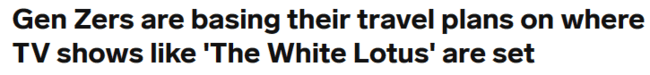 Gen Zers are basing their travel plans on where
TV shows like 'The White Lotus' are set